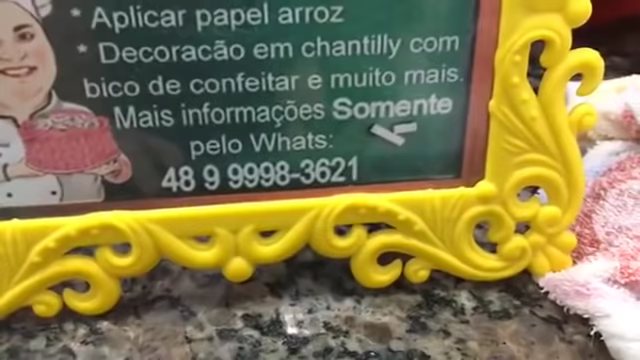 * Aplicar papel arroz
* Decoracão em chantilly com
bico de confeitar e muito mais.
Mais informações Somente
pelo Whats:
48 9 9998-3621